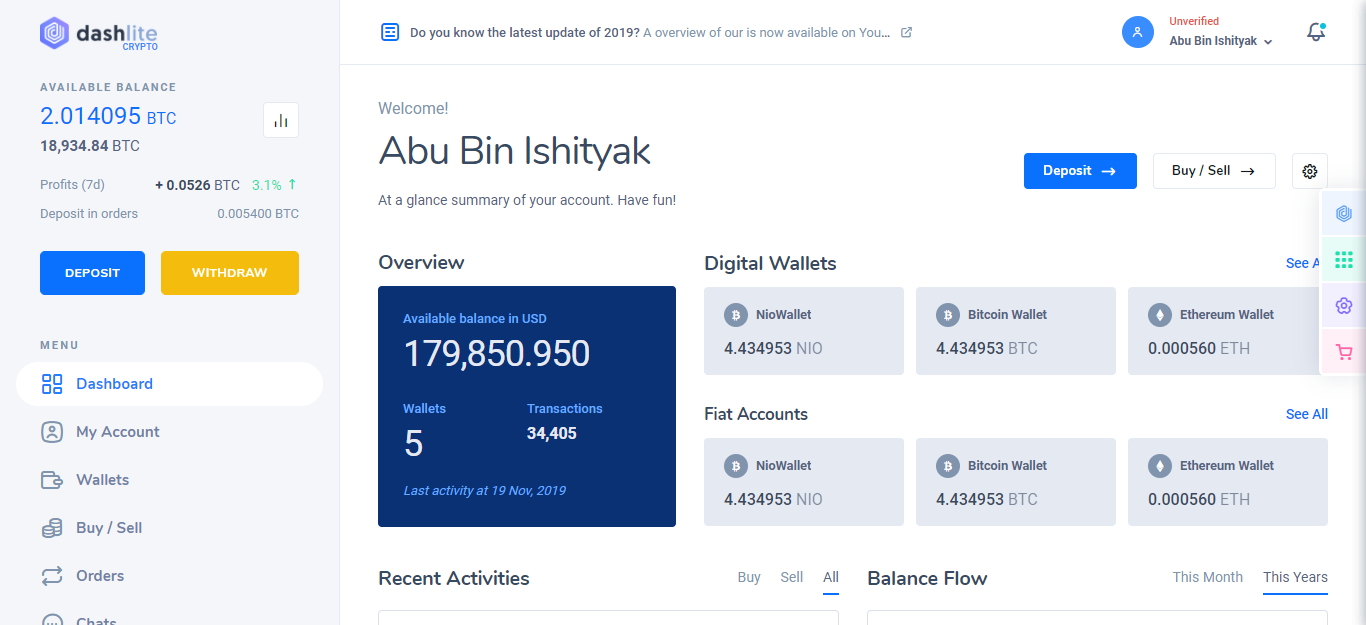 dashlite
CRYPTO
AVAILABLE BALANCE
2.014095 BTC
18,934.84 BTC
Profits (7d) + 0.0526 BTC 3.1%
Deposit in orders 0.005400 BTC
DEPOSIT WITHDRAW
MENU
Dashboard
My Account
Wallets
Buy / Sell
Orders
Chats
Do you know the latest update of 2019? A overview of our is now available on You...
Unverified
Abu Bin Ishityak
Welcome!
Abu Bin Ishityak
At a glance summary of your account. Have fun!
Deposit
Buy / Sell
Overview
Available balance in USD
179,850.950
Wallets Transactions
5 34,405
Last activity at 19 Nov, 2019
Digital Wallets See
NioWallet
4.434953 NIO
Bitcoin Wallet
4.434953 BTC
Ethereum Wallet
0.000560 ETH
Fiat Accounts See All
NioWallet
4.434953 NIO
Bitcoin Wallet
4.434953 BTC
Ethereum Wallet
0.000560 ETH
Recent Activities Buy Sell All
Balance Flow This Month This Years